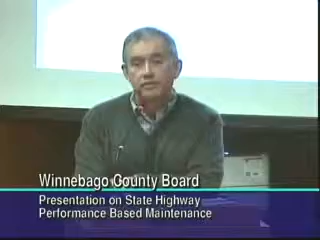 Winnebago County Board
Presentation on State Highway
Performance Based Maintenance